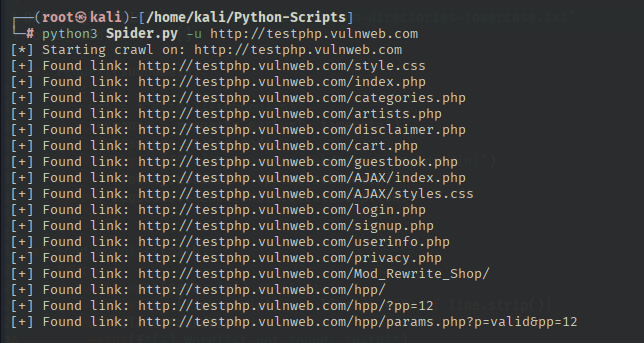 ┌──(root㉿kali)-[/home/kali/Python-Scripts]
└─# python3 Spider.py -u http://testphp.vulnweb.com
[*] Starting crawl on: http://testphp.vulnweb.com
[+] Found link: http://testphp.vulnweb.com/style.css
[+] Found link: http://testphp.vulnweb.com/index.php
[+] Found link: http://testphp.vulnweb.com/categories.php
[+] Found link: http://testphp.vulnweb.com/artists.php
[+] Found link: http://testphp.vulnweb.com/disclaimer.php
[+] Found link: http://testphp.vulnweb.com/cart.php
[+] Found link: http://testphp.vulnweb.com/guestbook.php
[+] Found link: http://testphp.vulnweb.com/AJAX/index.php
[+] Found link: http://testphp.vulnweb.com/AJAX/styles.css
[+] Found link: http://testphp.vulnweb.com/login.php
[+] Found link: http://testphp.vulnweb.com/signup.php
[+] Found link: http://testphp.vulnweb.com/userinfo.php
[+] Found link: http://testphp.vulnweb.com/privacy.php
[+] Found link: http://testphp.vulnweb.com/Mod_Rewrite_Shop/
[+] Found link: http://testphp.vulnweb.com/hpp/
[+] Found link: http://testphp.vulnweb.com/hpp/?pp=12
[+] Found link: http://testphp.vulnweb.com/hpp/params.php?p=valid&pp=12